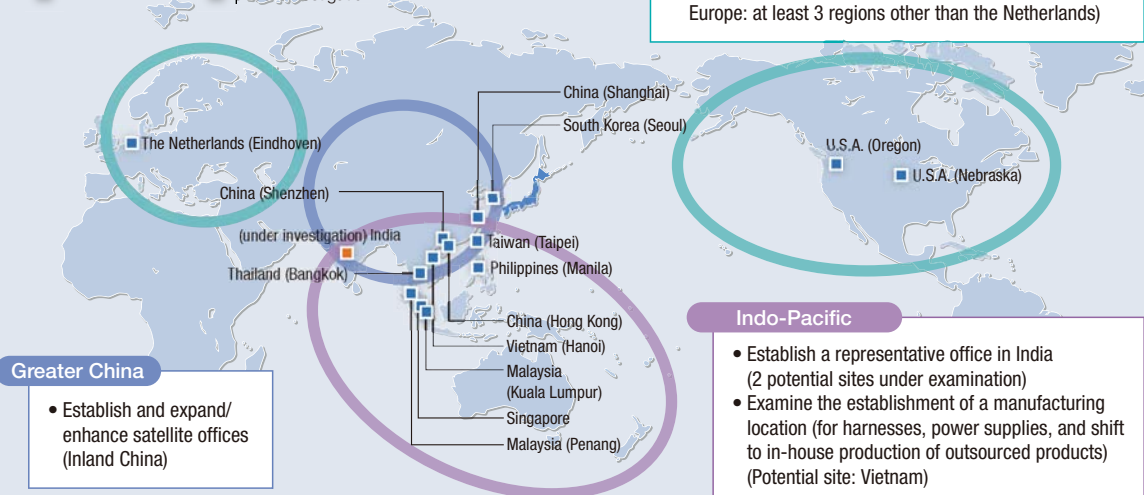 Europe: at least 3 regions other than the Netherlands)
China (Shanghai)
South Korea (Seoul)
The Netherlands (Eindhoven)
U.S.A. (Oregon)
U.S.A. (Nebraska)
China (Shenzhen)
(under investigation) India
Taiwan (Taipei)
Thailand (Bangkok)
Philippines (Manila)
China (Hong Kong)
Vietnam (Hanoi)
Malaysia
(Kuala Lumpur)
Singapore
Malaysia (Penang)
Greater China
• Establish and expand/
enhance satellite offices
(Inland China)
Indo-Pacific
• Establish a representative office in India
(2 potential sites under examination)
• Examine the establishment of a manufacturing
location (for harnesses, power supplies, and shift
to in-house production of outsourced products)
(Potential site: Vietnam)